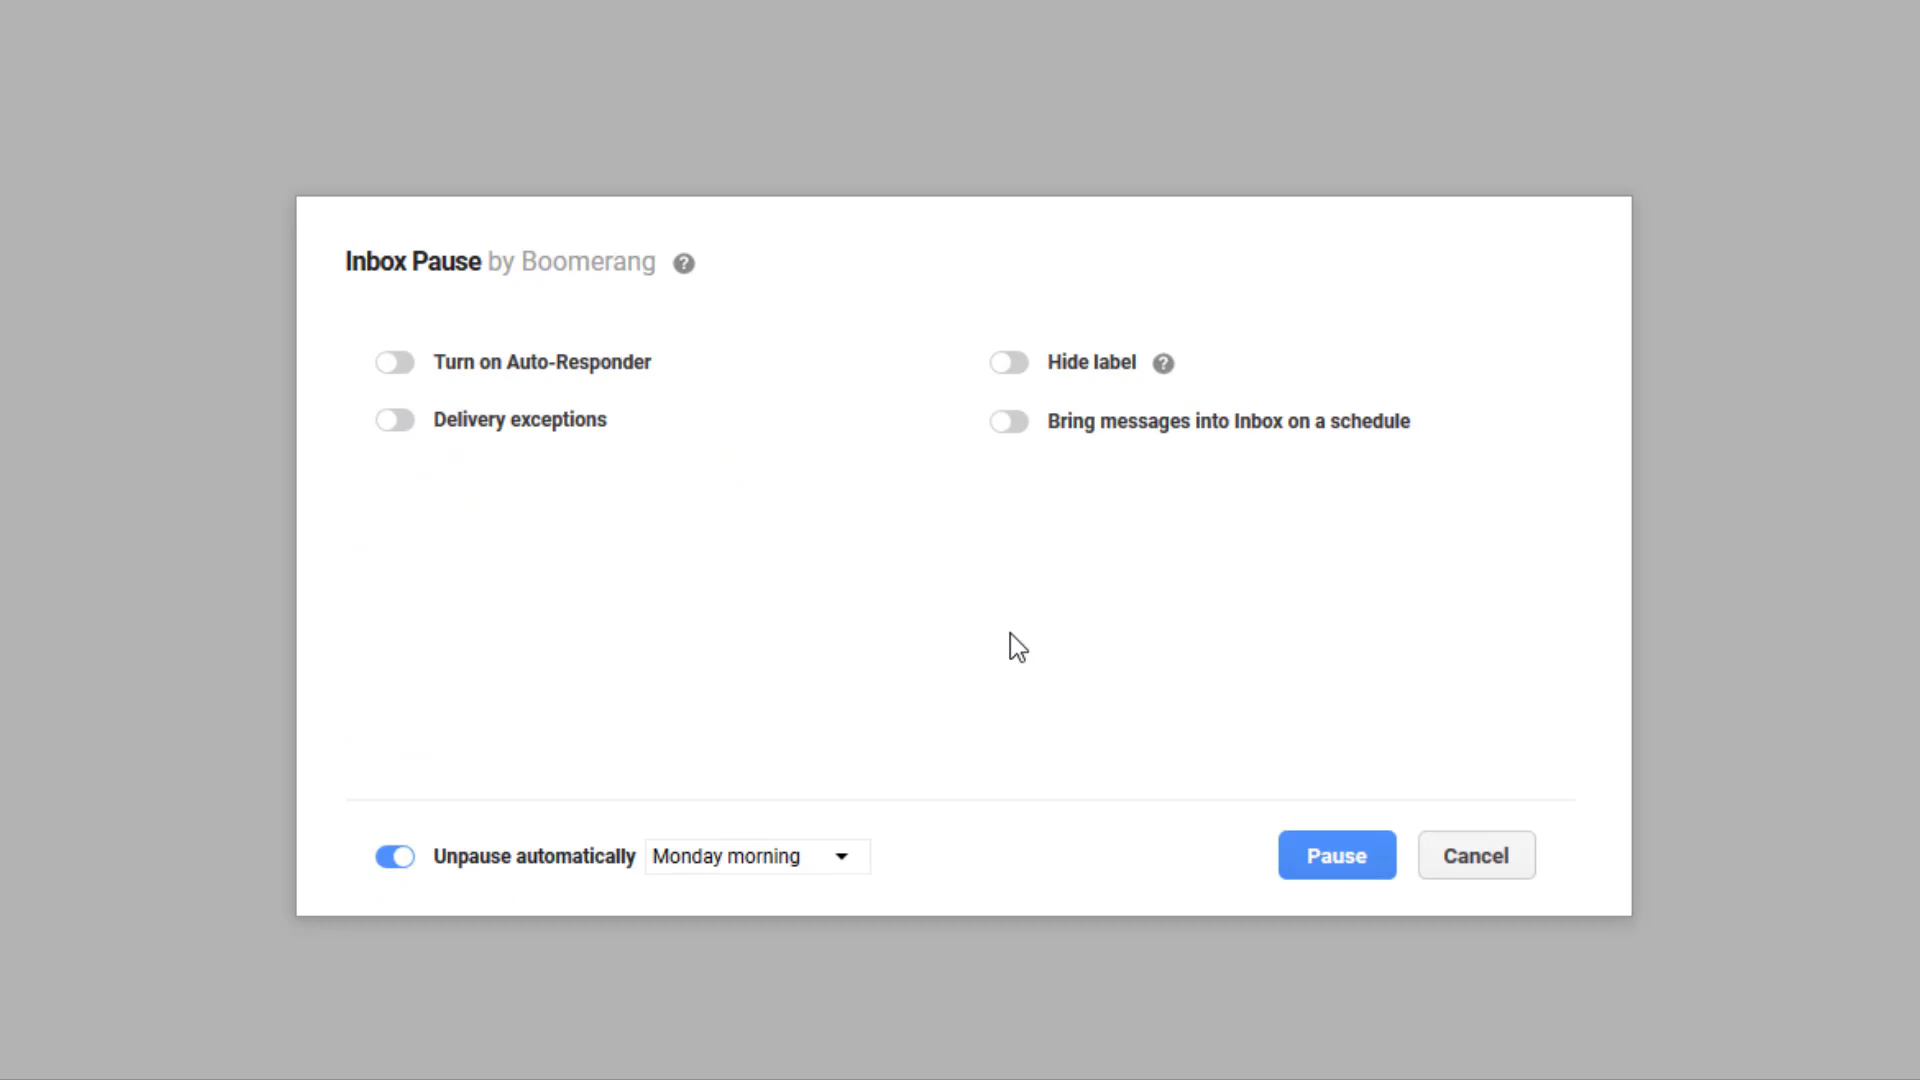 Inbox Pause by Boomerang ?
Turn on Auto-Responder
Hide label ?
Delivery exceptions
Bring messages into Inbox on a schedule
Unpause automatically Monday morning
Pause
Cancel